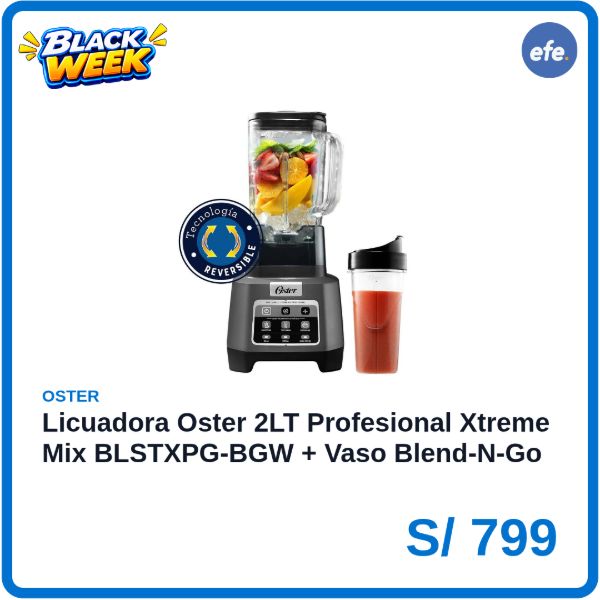 BLACK
WEEK
efe.
Tecnología
REVERSIBLE
Oster
OSTER
Licuadora Oster 2LT Profesional Xtreme
Mix BLSTXPG-BGW + Vaso Blend-N-Go
S/ 799